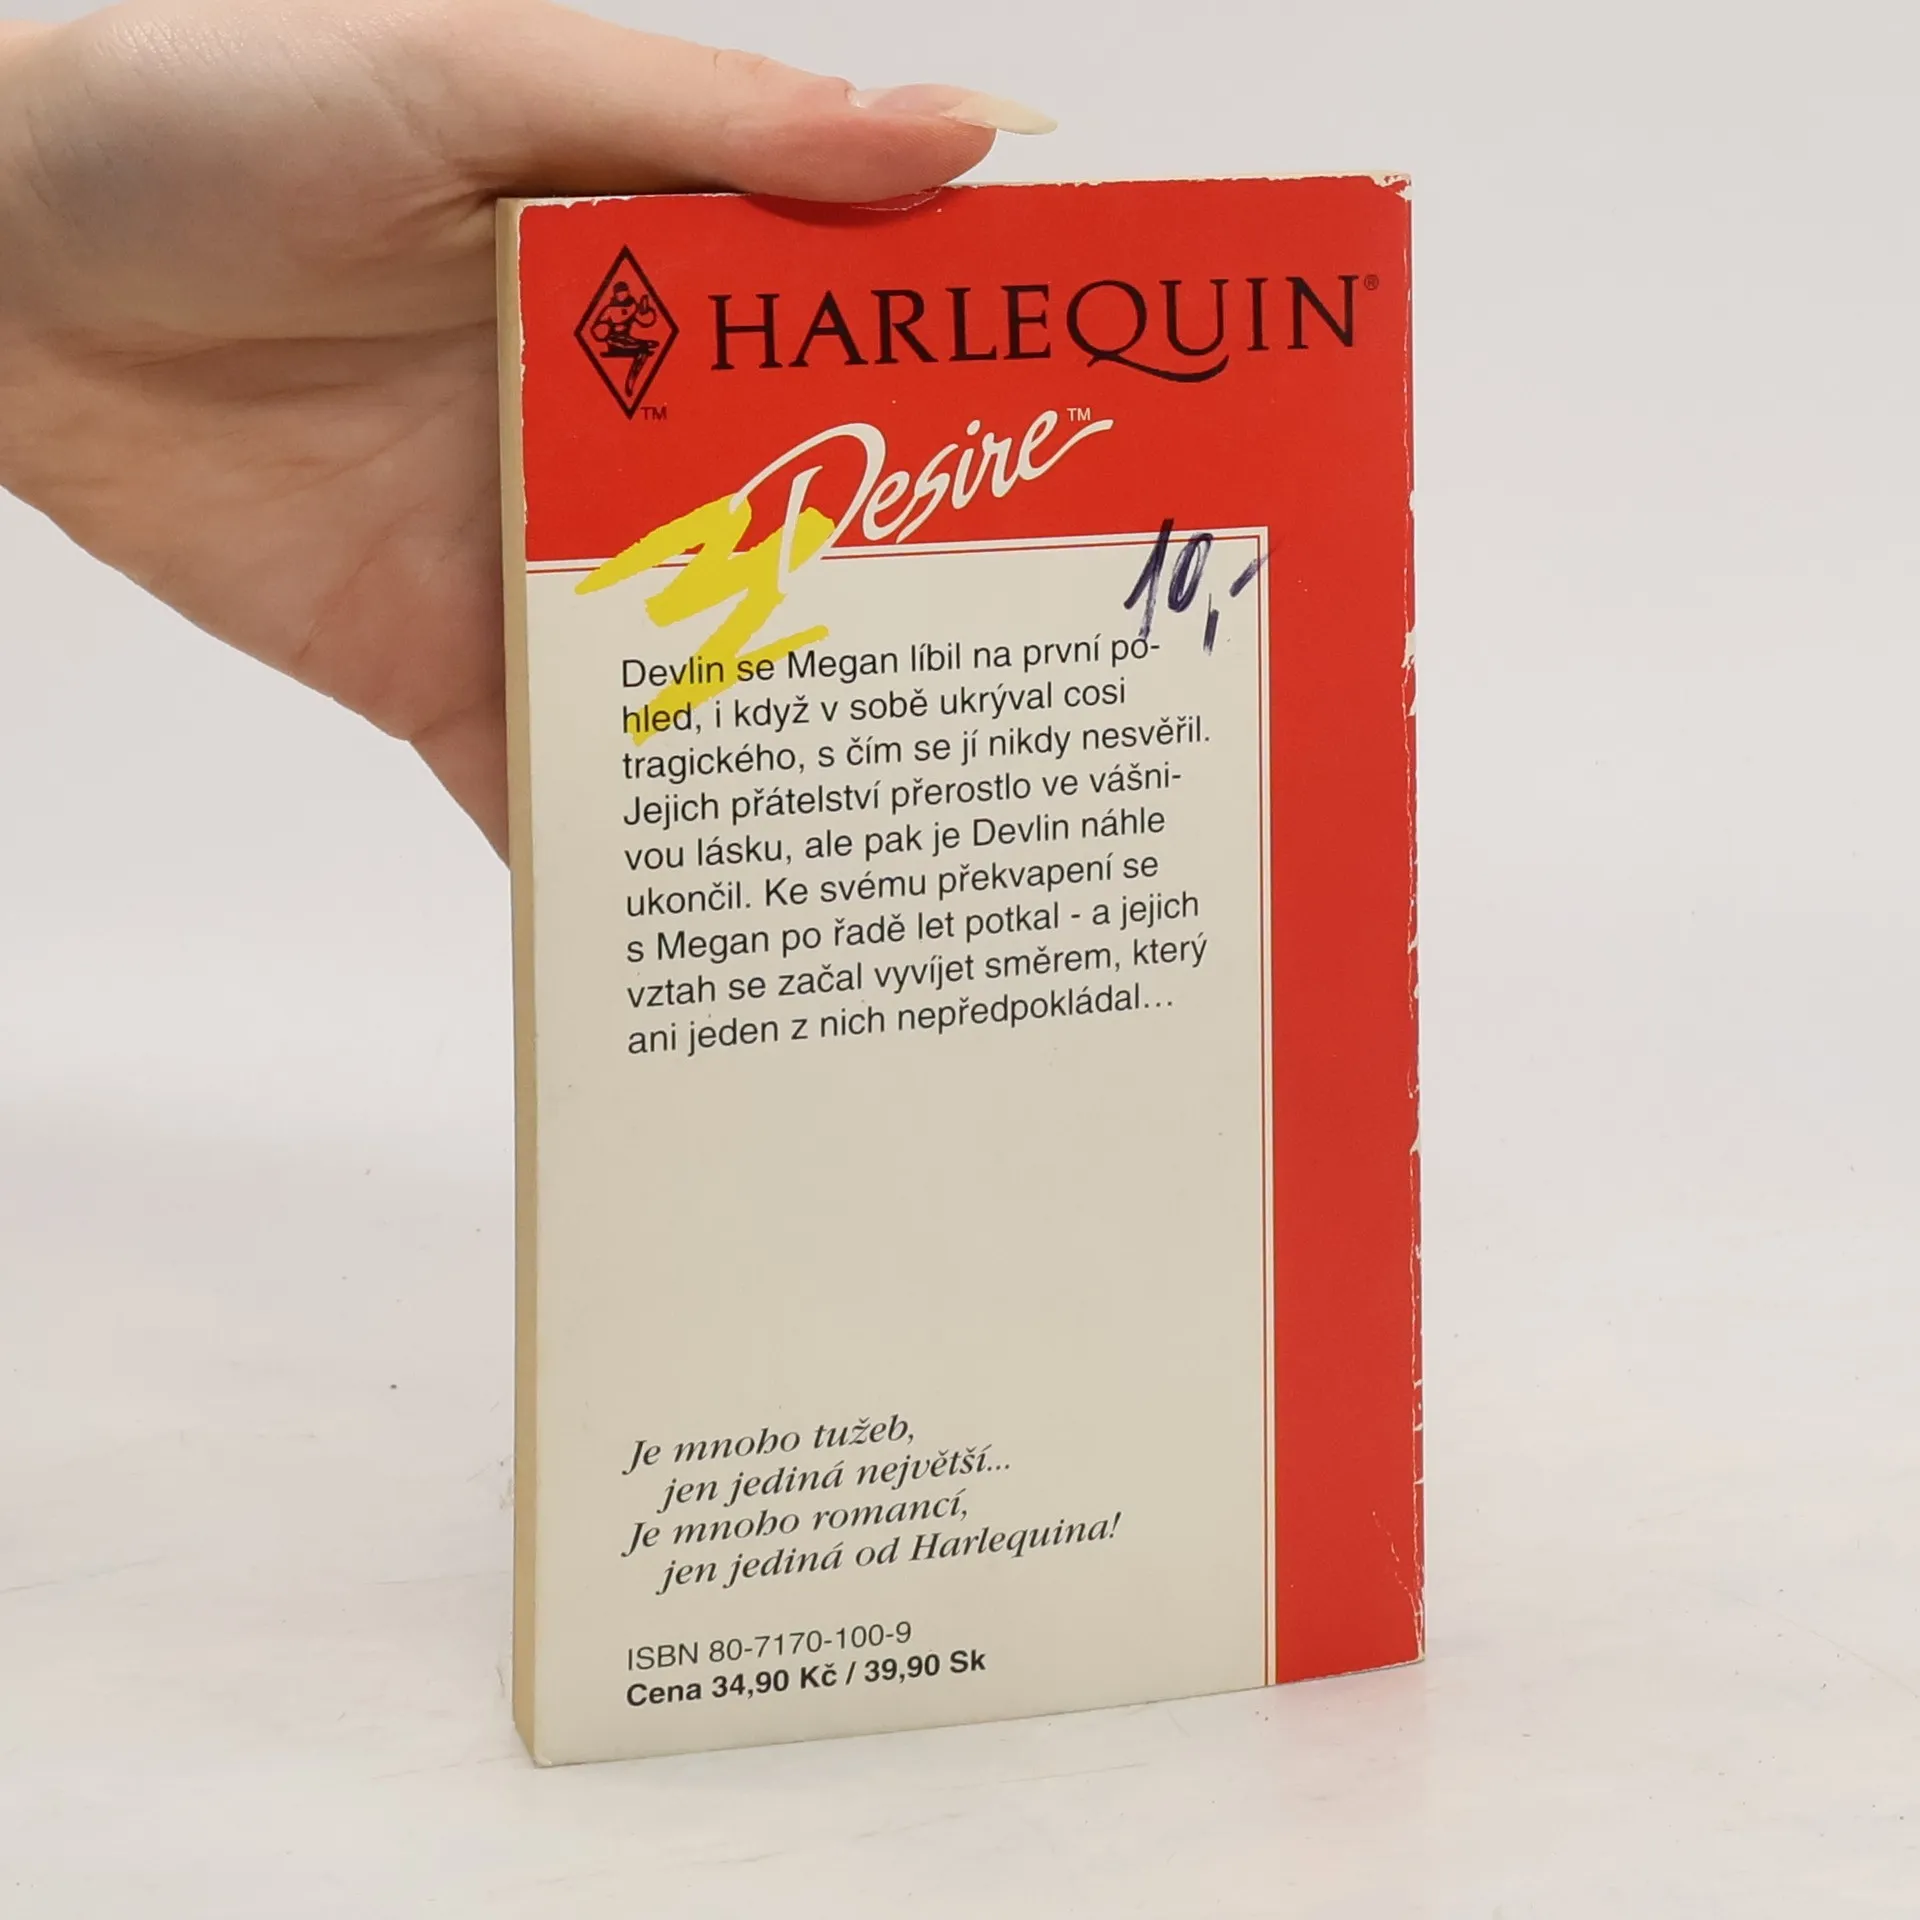 HARLEQUIN®
TM
Desire™
10,-
Devlin se Megan líbil na první po-
hled, i když v sobě ukrýval cosi
tragického, s čím se jí nikdy nesvěřil.
Jejich přátelství přerostlo ve vášni-
vou lásku, ale pak je Devlin náhle
ukončil. Ke svému překvapení se
s Megan po řadě let potkal - a jejich
vztah se začal vyvíjet směrem, který
ani jeden z nich nepředpokládal...
Je mnoho tužeb,
jen jediná největší...
Je mnoho romancí,
jen jediná od Harlequina!
ISBN 80-7170-100-9
Cena 34,90 Kč / 39,90 Sk